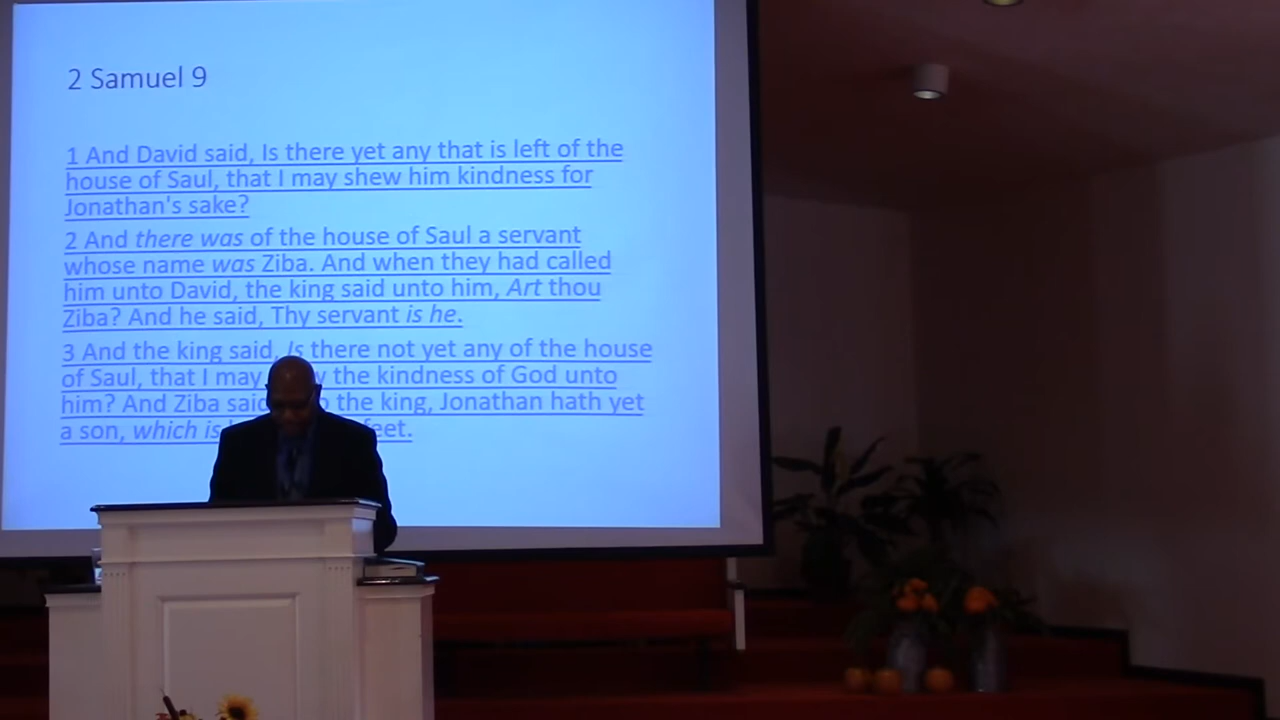 2 Samuel 9
1 And David said, Is there yet any that is left of the
house of Saul, that I may shew him kindness for
Jonathan's sake?
2 And there was of the house of Saul a servant
whose name was Ziba. And when they had called
him unto David, the king said unto him, Art thou
Ziba? And he said, Thy servant is he.
3 And the king said, Is there not yet any of the house
of Saul, that I may the kindness of God unto
him? And Ziba said the king, Jonathan hath yet
a son, which is feet.